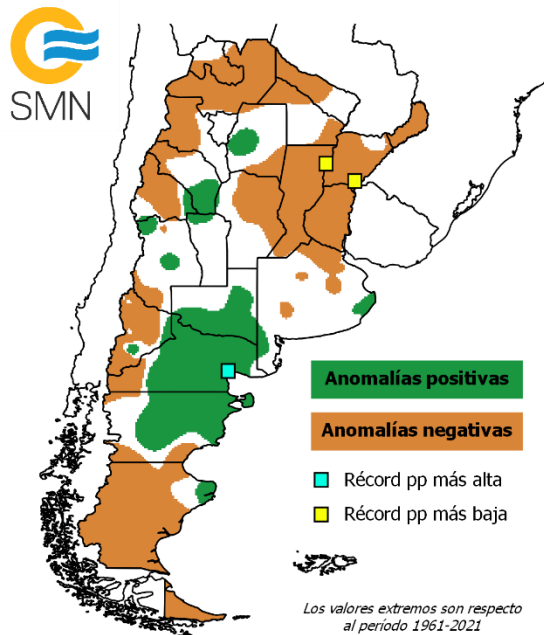 SMN
Anomalías positivas
Anomalías negativas
Récord pp más alta
Récord pp más baja
Los valores extremos son respecto
al período 1961-2021